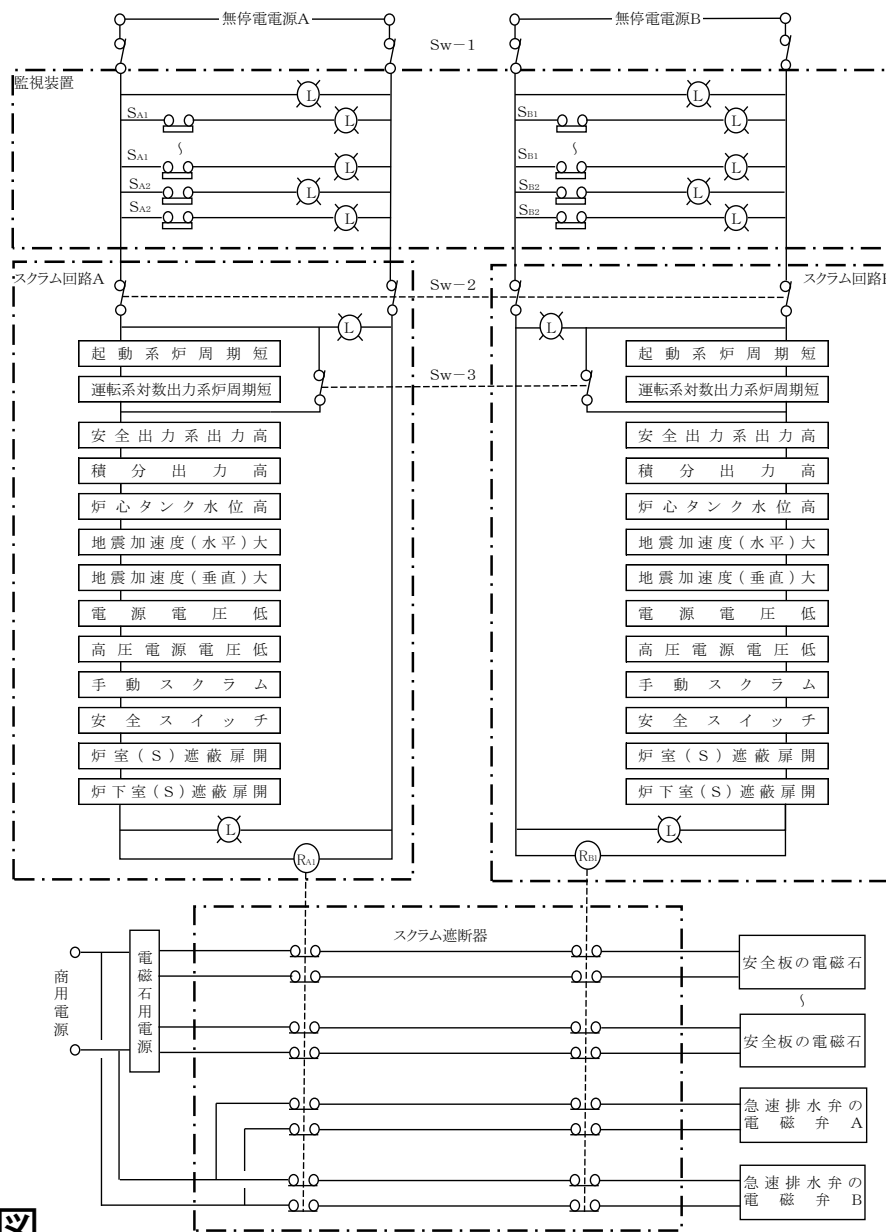 無停電電源A
無停電電源B
Sw－1
監視装置
L
L
SA1
L
SB1
L
～
～
SA1
L
SB1
L
SA2
L
SB2
L
SA2
L
SB2
L
スクラム回路A
Sw－2
スクラム回路
L
L
起動系炉周期短
起動系炉周期短
Sw－3
運転系対数出力系炉周期短
運転系対数出力系炉周期短
安全出力系出力高
安全出力系出力高
積分出力高
積分出力高
炉心タンク水位高
炉心タンク水位高
地震加速度(水平)大
地震加速度(水平)大
地震加速度(垂直)大
地震加速度(垂直)大
電源電圧低
電源電圧低
高圧電源電圧低
高圧電源電圧低
手動スクラム
手動スクラム
安全スイッチ
安全スイッチ
炉室(S)遮蔽扉開
炉室(S)遮蔽扉開
炉下室(S)遮蔽扉開
炉下室(S)遮蔽扉開
L
L
RA1
RB1
スクラム遮断器
商用電源
電磁石用電源
安全板の電磁石
～
安全板の電磁石
急速排水弁の
電磁弁A
急速排水弁の
電磁弁B